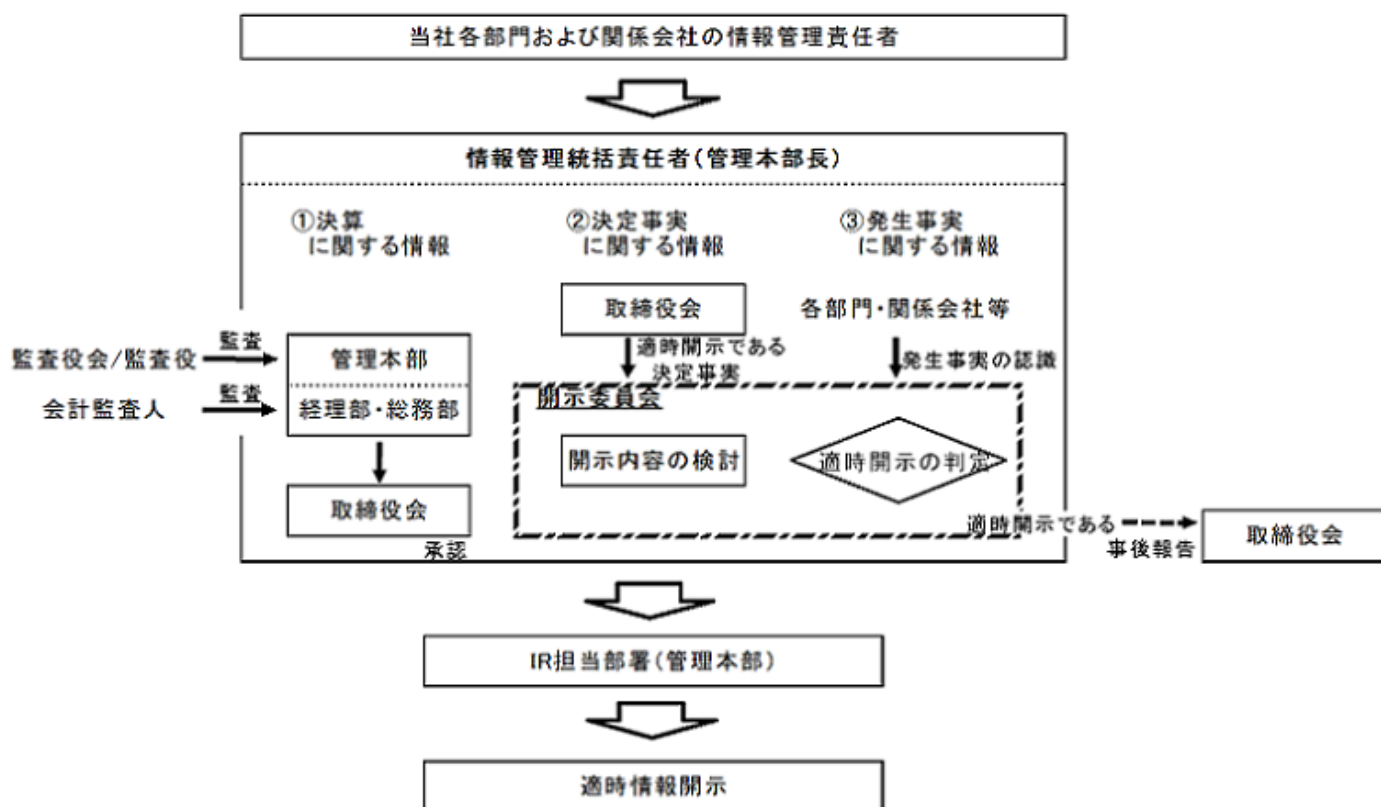 当社各部門および関係会社の情報管理責任者
情報管理統括責任者(管理本部長)
①決算
に関する情報
②決定事実
に関する情報
③発生事実
に関する情報
監査役会/監査役
監査
会計監査人
監査
管理本部
経理部・総務部
取締役会
承認
取締役会
適時開示である
決定事実
各部門・関係会社等
発生事実の認識
開示委員会
開示内容の検討
適時開示の判定
適時開示である
事後報告
取締役会
IR担当部署(管理本部)
適時情報開示